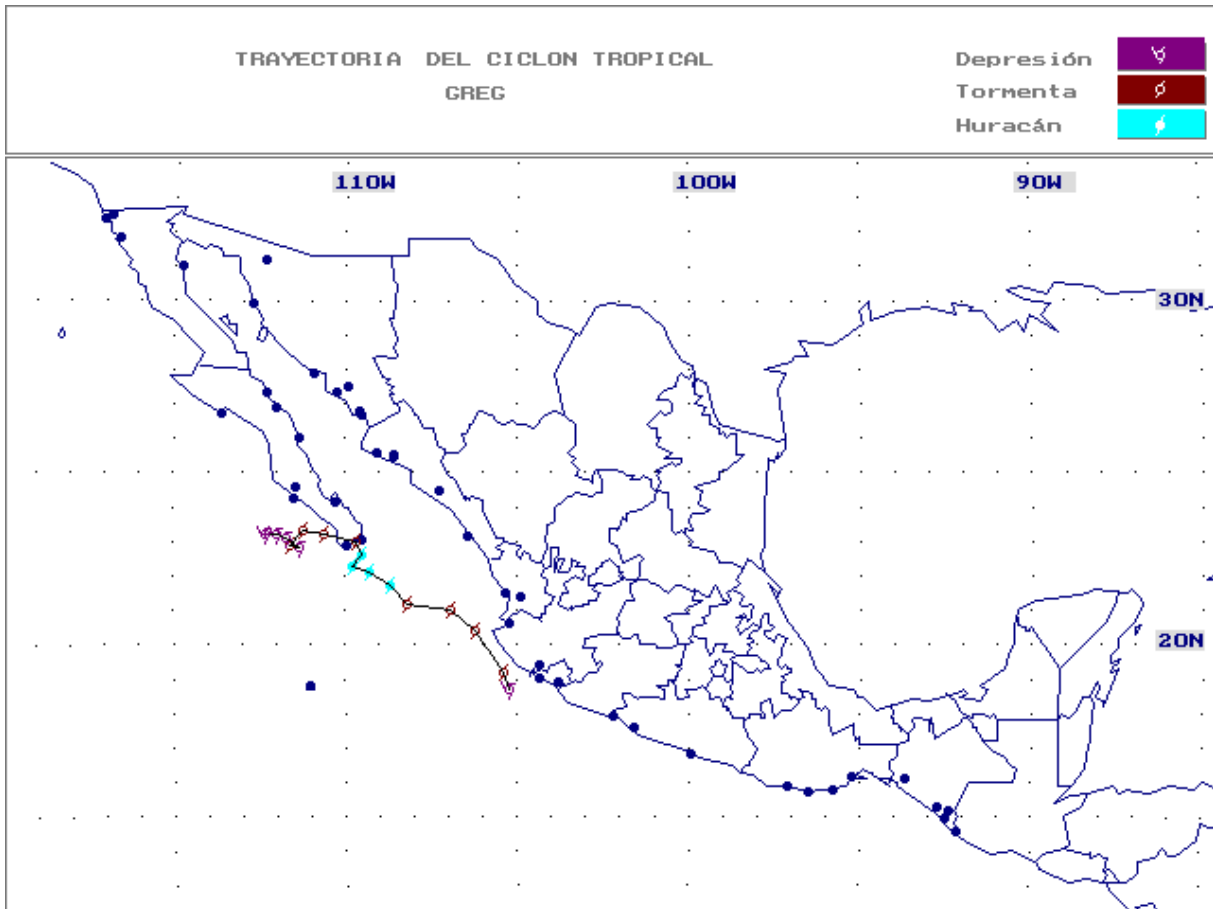 TRAYECTORIA DEL CICLON TROPICAL
GREG
Depresión
Tormenta
Huracán
110W 100W 90W
30N
20N